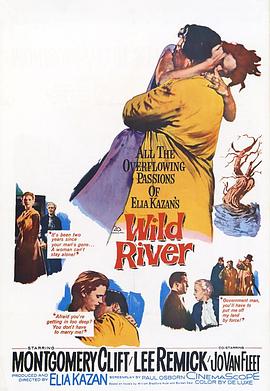 ALL THE
OVERFLOWING
PASSIONS
OF
ELIA KAZAN'S
Wild
River
"It's been two
years since
your man's gone...
A woman can't
stay alone!"
"Afraid you're
getting in too deep?
You don't have
to marry me!"
"Government man,
you'll have to
put me off
my land
by force!"
STARRING
CO-STARRING
MONTGOMERY CLIFT / LEE REMICK / JO VAN FLEET
PRODUCED AND
DIRECTED BY
ELIA KAZAN
SCREENPLAY BY PAUL OSBORN
CINEMASCOPE
COLOR BY DE LUXE